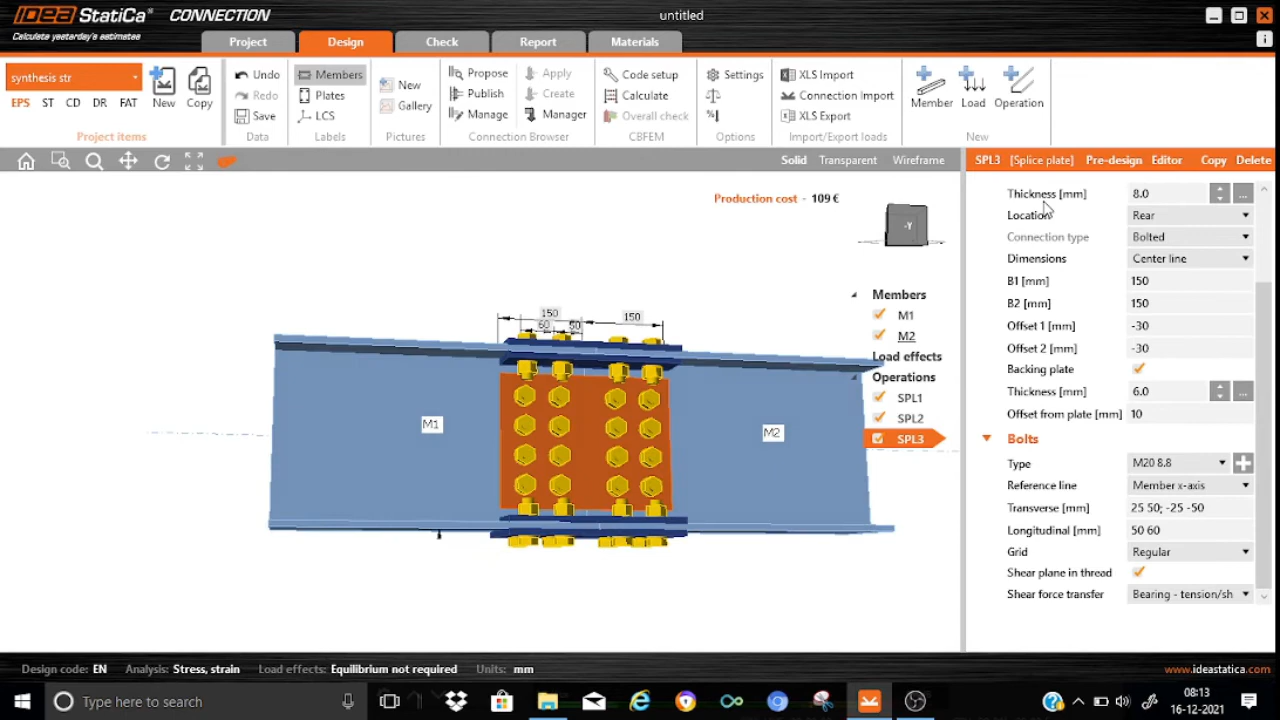 IDEA StatiCa® CONNECTION
Calculate yesterday's estimates
untitled
Project Design Check Report Materials
synthesis str
EPS ST CD DR FAT
New Copy
Project items
Undo
Redo
Save
Data
Members
Plates
LCS
Labels
New
Gallery
Pictures
Propose
Publish
Manage
Apply
Create
Manager
Connection Browser
Code setup
Calculate
Overall check
CBFEM
Settings
Options
XLS Import
Connection Import
XLS Export
Import/Export loads
Member Load Operation
New
Solid Transparent Wireframe
Production cost - 109 €
-Y
150
60 50
150
M1
M2
Members
M1
M2
Load effects
Operations
SPL1
SPL2
SPL3
SPL3 [Splice plate] Pre-design Editor Copy Delete
Thickness [mm] 8.0 ...
Location Rear
Connection type Bolted
Dimensions Center line
B1 [mm] 150
B2 [mm] 150
Offset 1 [mm] -30
Offset 2 [mm] -30
Backing plate
Thickness [mm] 6.0 ...
Offset from plate [mm] 10
Bolts
Type M20 8.8
Reference line Member x-axis
Transverse [mm] 25 50; -25 -50
Longitudinal [mm] 50 60
Grid Regular
Shear plane in thread
Shear force transfer Bearing - tension/sh
Design code: EN Analysis: Stress, strain Load effects: Equilibrium not required Units: mm
www.ideastatica.com
Type here to search
08:13
16-12-2021